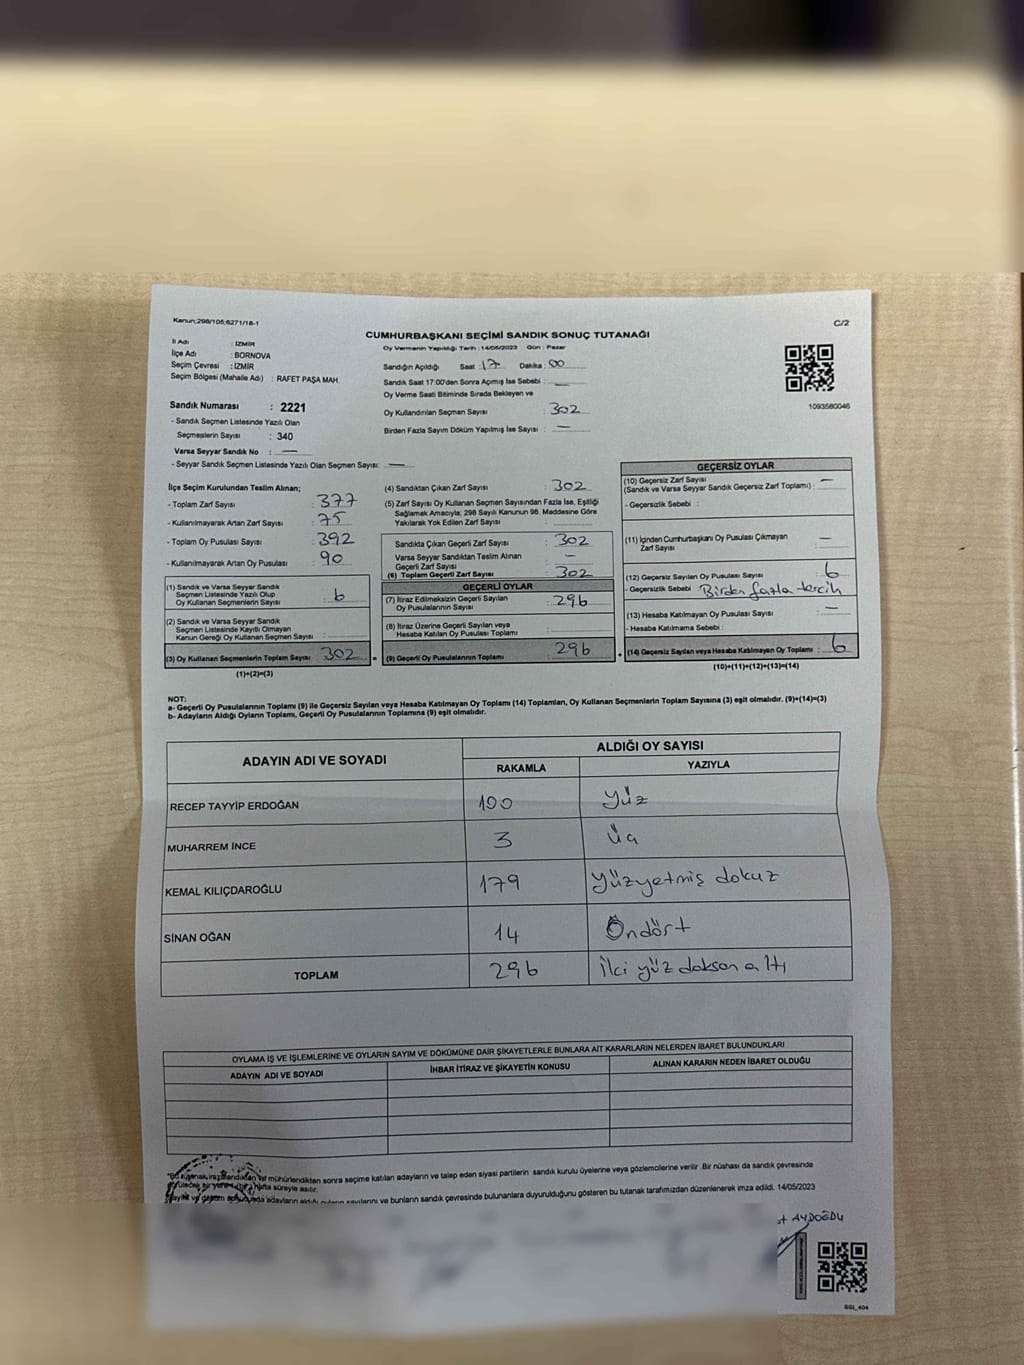 Kanun;298/105;6271/18-1
C/2
CUMHURBAŞKANI SEÇİMİ SANDIK SONUÇ TUTANAĞI
Oy Vermenin Yapıldığı Tarih : 14/05/2023 Gün : Pazar
İl Adı : İZMİR
İlçe Adı : BORNOVA
Seçim Çevresi : İZMİR
Seçim Bölgesi (Mahalle Adı) : RAFET PAŞA MAH.
Sandık Numarası : 2221
- Sandık Seçmen Listesinde Yazılı Olan
Seçmenlerin Sayısı : 340
Varsa Seyyar Sandık No : —
- Seyyar Sandık Seçmen Listesinde Yazılı Olan Seçmen Sayısı: —
Sandığın Açıldığı Saat : 17 Dakika : 00
Sandık Saat 17:00'den Sonra Açılmış İse Sebebi : —
Oy Verme Saati Bitiminde Sırada Bekleyen ve
Oy Kullandırılan Seçmen Sayısı : 302
Birden Fazla Sayım Döküm Yapılmış İse Sayısı : —
1093560046
İlçe Seçim Kurulundan Teslim Alınan;
- Toplam Zarf Sayısı : 377
- Kullanılmayarak Artan Zarf Sayısı : 75
- Toplam Oy Pusulası Sayısı : 392
- Kullanılmayarak Artan Oy Pusulası : 90
(1) Sandık ve Varsa Seyyar Sandık
Seçmen Listesinde Yazılı Olup
Oy Kullanan Seçmenlerin Sayısı : 6
(2) Sandık ve Varsa Seyyar Sandık
Seçmen Listesinde Kayıtlı Olmayan
Kanun Gereği Oy Kullanan Seçmen Sayısı :
(3) Oy Kullanan Seçmenlerin Toplam Sayısı 302 =
(1)+(2)=(3)
(4) Sandıktan Çıkan Zarf Sayısı : 302
(5) Zarf Sayısı Oy Kullanan Seçmen Sayısından Fazla İse, Eşitliği
Sağlamak Amacıyla; 298 Sayılı Kanunun 98. Maddesine Göre
Yakılarak Yok Edilen Zarf Sayısı :
Sandıkta Çıkan Geçerli Zarf Sayısı : 302
Varsa Seyyar Sandıktan Teslim Alınan
Geçerli Zarf Sayısı : —
(6) Toplam Geçerli Zarf Sayısı : 302
GEÇERLİ OYLAR
(7) İtiraz Edilmeksizin Geçerli Sayılan
Oy Pusulalarının Sayısı : 296
(8) İtiraz Üzerine Geçerli Sayılan veya
Hesaba Katılan Oy Pusulası Toplamı :
(9) Geçerli Oy Pusulalarının Toplamı : 296 +
GEÇERSİZ OYLAR
(10) Geçersiz Zarf Sayısı
(Sandık ve Varsa Seyyar Sandık Geçersiz Zarf Toplamı) : —
- Geçersizlik Sebebi :
(11) İçinden Cumhurbaşkanı Oy Pusulası Çıkmayan
Zarf Sayısı : —
(12) Geçersiz Sayılan Oy Pusulası Sayısı : 6
- Geçersizlik Sebebi : Birden fazla tercih
(13) Hesaba Katılmayan Oy Pusulası Sayısı : —
- Hesaba Katılmama Sebebi :
(14) Geçersiz Sayılan veya Hesaba Katılmayan Oy Toplamı : 6
(10)+(11)+(12)+(13)=(14)
NOT:
a- Geçerli Oy Pusulasının Toplamı (9) ile Geçersiz Sayılan veya Hesaba Katılmayan Oy Toplamı (14) Toplamları, Oy Kullanan Seçmenlerin Toplam Sayısına (3) eşit olmalıdır. (9)+(14)=(3)
b- Adayların Aldığı Oyların Toplamı, Geçerli Oy Pusulalarının Toplamına (9) eşit olmalıdır.
ADAYIN ADI VE SOYADI
ALDIĞI OY SAYISI
RAKAMLA YAZIYLA
RECEP TAYYİP ERDOĞAN 100 Yüz
MUHARREM İNCE 3 Üç
KEMAL KILIÇDAROĞLU 179 Yüzyetmiş dokuz
SİNAN OĞAN 14 Öndört
TOPLAM 296 İki yüz doksan altı
OYLAMA İŞ VE İŞLEMLERİNE VE OYLARIN SAYIM VE DÖKÜMÜNE DAİR ŞİKAYETLERLE BUNLARA AİT KARARLARIN NELERDEN İBARET BULUNDUKLARI
ADAYIN ADI VE SOYADI İHBAR İTİRAZ VE ŞİKAYETİN KONUSU ALINAN KARARIN NEDEN İBARET OLDUĞU
mühürlendikten sonra seçime katılan adayların ve talep eden siyasi partilerin sandık kurulu üyelerine veya gözlemcilerine verilir .Bir nüshası da sandık çevresinde
hafta süreyle asılır.
adayların aldığı oyların sayılarını ve bunların sandık çevresinde bulunanlara duyurulduğunu gösteren bu tutanak tarafımızdan düzenlenerek imza edildi. 14/05/2023
AYDOĞDU